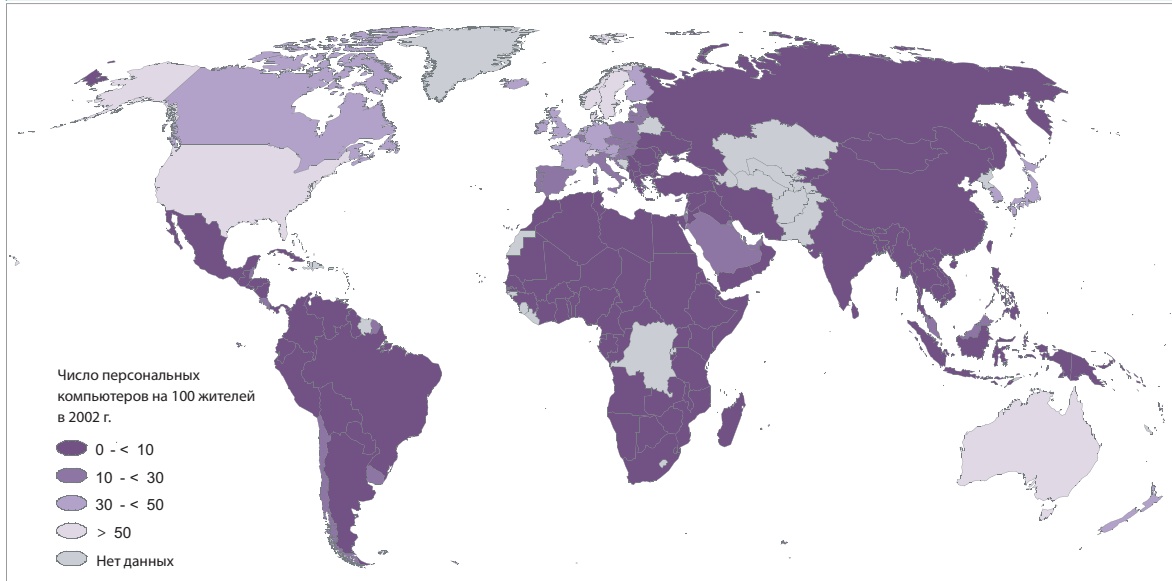 Число персональных
компьютеров на 100 жителей
в 2002 г.
0 - < 10
10 - < 30
30 - < 50
> 50
Нет данных